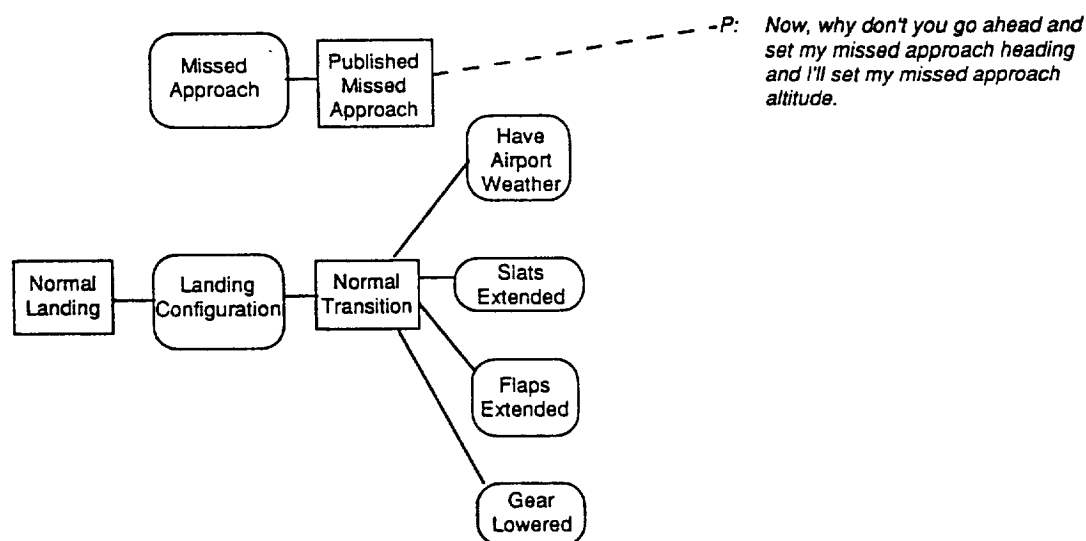 Missed
Approach
Published
Missed
Approach
P: Now, why don't you go ahead and
set my missed approach heading
and I'll set my missed approach
altitude.
Have
Airport
Weather
Normal
Landing
Landing
Configuration
Normal
Transition
Slats
Extended
Flaps
Extended
Gear
Lowered